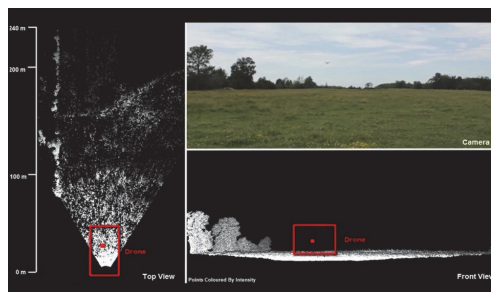 240 m
200 m
100 m
0 m
Drone
Top View
Camera
Drone
Points Coloured By Intensity
Front View